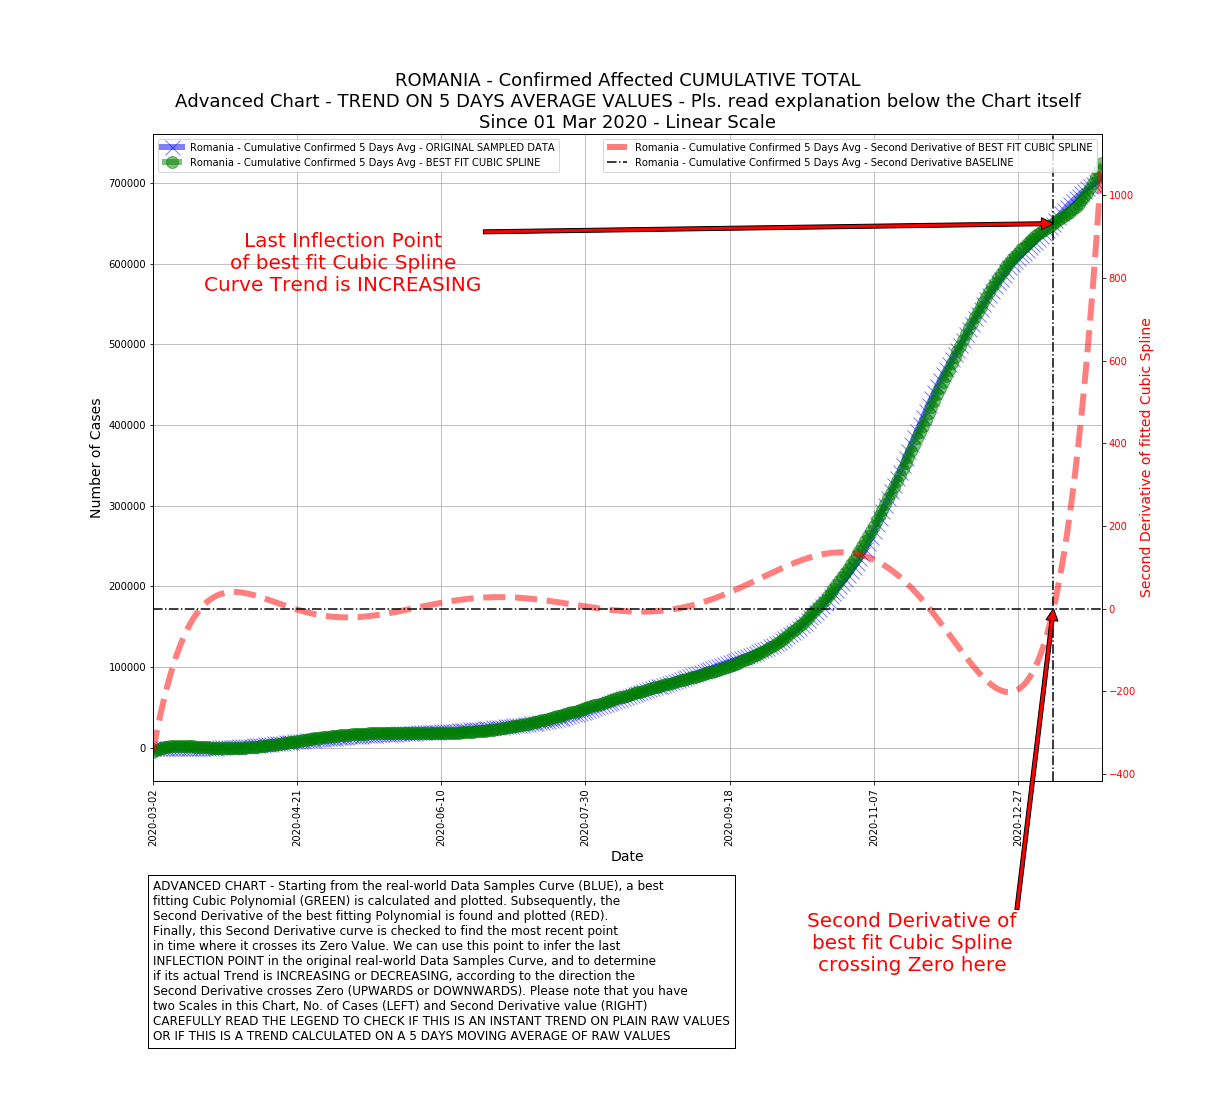 ROMANIA - Confirmed Affected CUMULATIVE TOTAL
Advanced Chart - TREND ON 5 DAYS AVERAGE VALUES - Pls. read explanation below the Chart itself
Since 01 Mar 2020 - Linear Scale
Romania - Cumulative Confirmed 5 Days Avg - ORIGINAL SAMPLED DATA
Romania - Cumulative Confirmed 5 Days Avg - BEST FIT CUBIC SPLINE
Romania - Cumulative Confirmed 5 Days Avg - Second Derivative of BEST FIT CUBIC SPLINE
Romania - Cumulative Confirmed 5 Days Avg - Second Derivative BASELINE
Last Inflection Point
of best fit Cubic Spline
Curve Trend is INCREASING
Number of Cases
700000
600000
500000
400000
300000
200000
100000
0
1000
800
600
400
200
0
−200
−400
Second Derivative of fitted Cubic Spline
2020-03-02
2020-04-21
2020-06-10
2020-07-30
2020-09-18
2020-11-07
2020-12-27
Date
ADVANCED CHART - Starting from the real-world Data Samples Curve (BLUE), a best
fitting Cubic Polynomial (GREEN) is calculated and plotted. Subsequently, the
Second Derivative of the best fitting Polynomial is found and plotted (RED).
Finally, this Second Derivative curve is checked to find the most recent point
in time where it crosses its Zero Value. We can use this point to infer the last
INFLECTION POINT in the original real-world Data Samples Curve, and to determine
if its actual Trend is INCREASING or DECREASING, according to the direction the
Second Derivative crosses Zero (UPWARDS or DOWNWARDS). Please note that you have
two Scales in this Chart, No. of Cases (LEFT) and Second Derivative value (RIGHT)
CAREFULLY READ THE LEGEND TO CHECK IF THIS IS AN INSTANT TREND ON PLAIN RAW VALUES
OR IF THIS IS A TREND CALCULATED ON A 5 DAYS MOVING AVERAGE OF RAW VALUES
Second Derivative of
best fit Cubic Spline
crossing Zero here